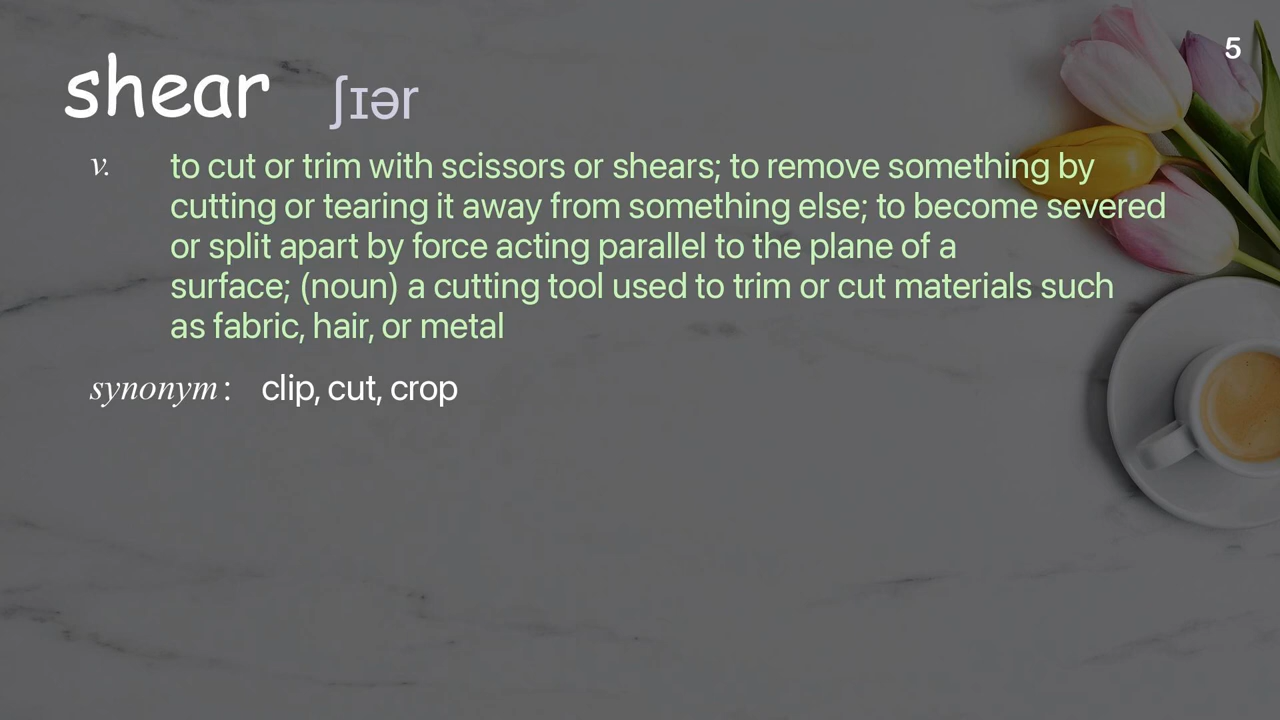 5
shear ʃɪər
v. to cut or trim with scissors or shears; to remove something by
cutting or tearing it away from something else; to become severed
or split apart by force acting parallel to the plane of a
surface; (noun) a cutting tool used to trim or cut materials such
as fabric, hair, or metal
synonym: clip, cut, crop